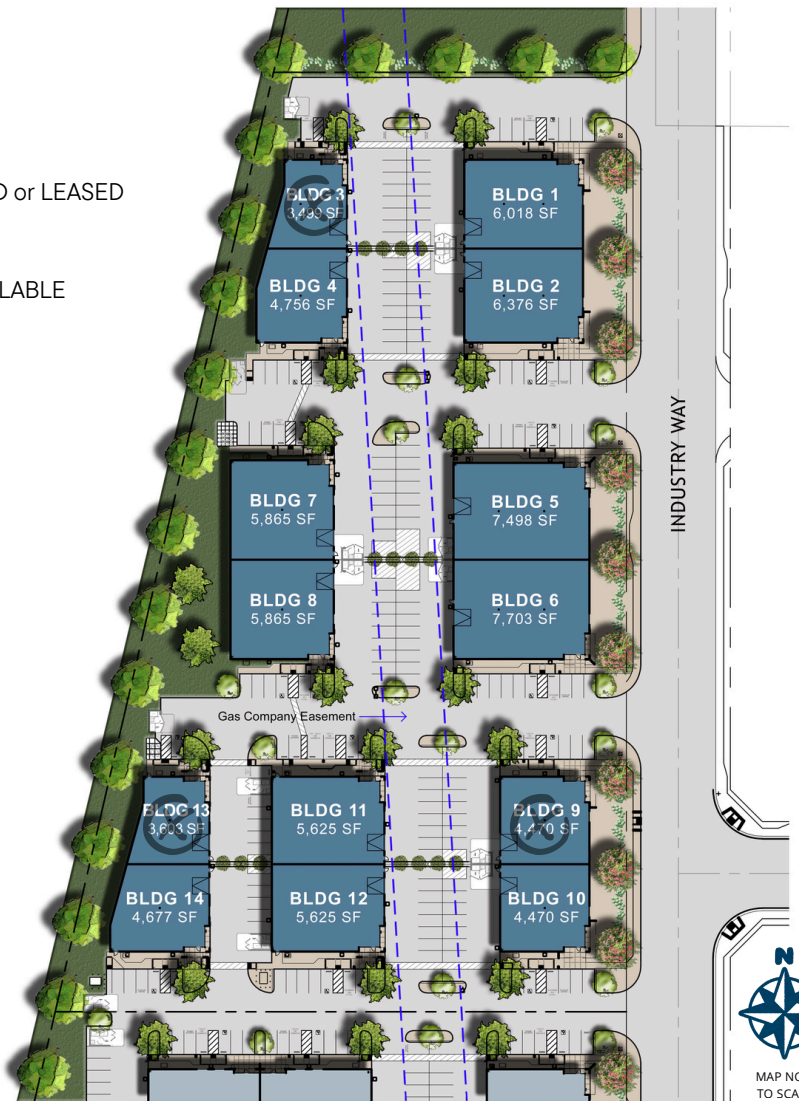 D or LEASED
LABLE
BLDG 3
3,499 SF
BLDG 1
6,018 SF
BLDG 4
4,756 SF
BLDG 2
6,376 SF
INDUSTRY WAY
BLDG 7
5,865 SF
BLDG 5
7,498 SF
BLDG 8
5,865 SF
BLDG 6
7,703 SF
Gas Company Easement
BLDG 13
3,603 SF
BLDG 11
5,625 SF
BLDG 9
4,470 SF
BLDG 14
4,677 SF
BLDG 12
5,625 SF
BLDG 10
4,470 SF
N
MAP NO
TO SCA